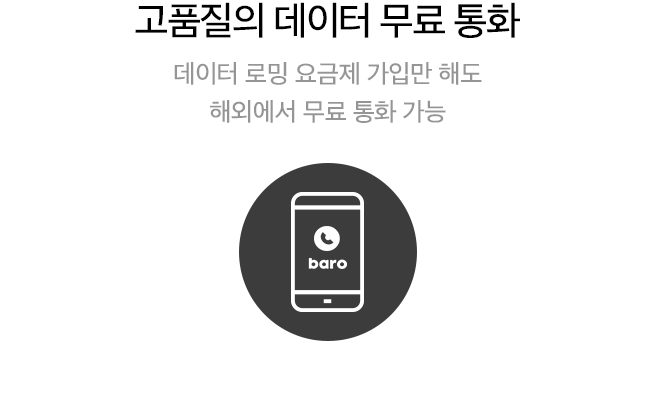 고품질의 데이터 무료 통화
데이터 로밍 요금제 가입만 해도
해외에서 무료 통화 가능
baro